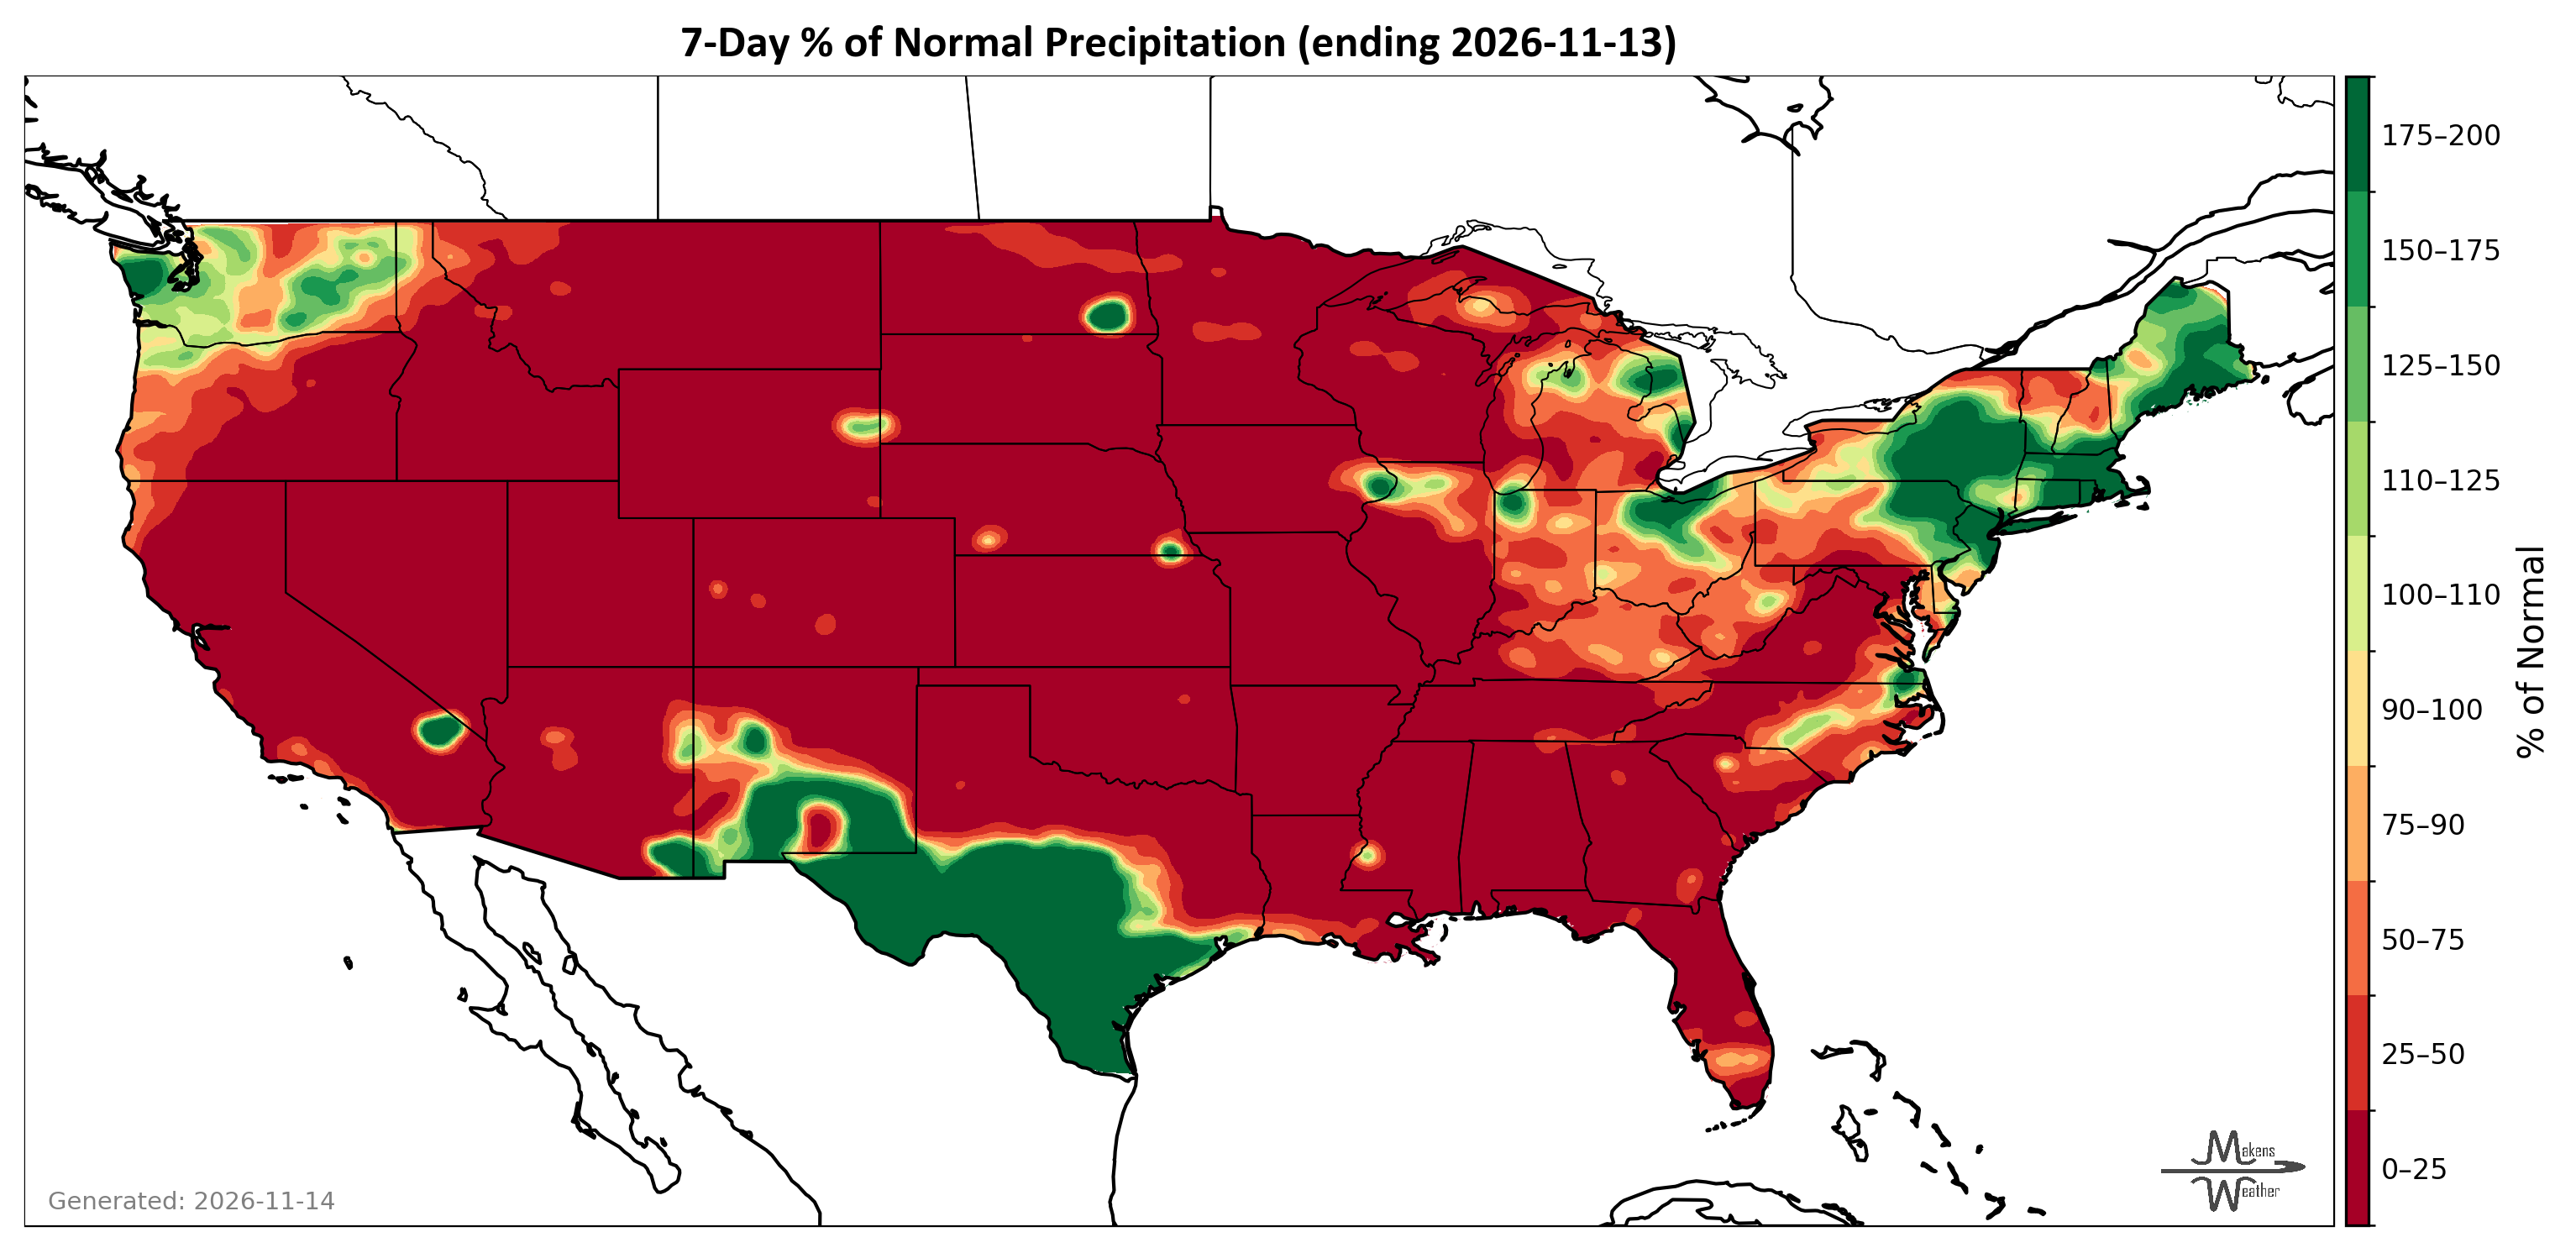 7-Day % of Normal Precipitation (ending 2026-11-13)
175–200
150–175
125–150
110–125
100–110
90–100
75–90
50–75
25–50
0–25
% of Normal
Generated: 2026-11-14
Makens
Weather